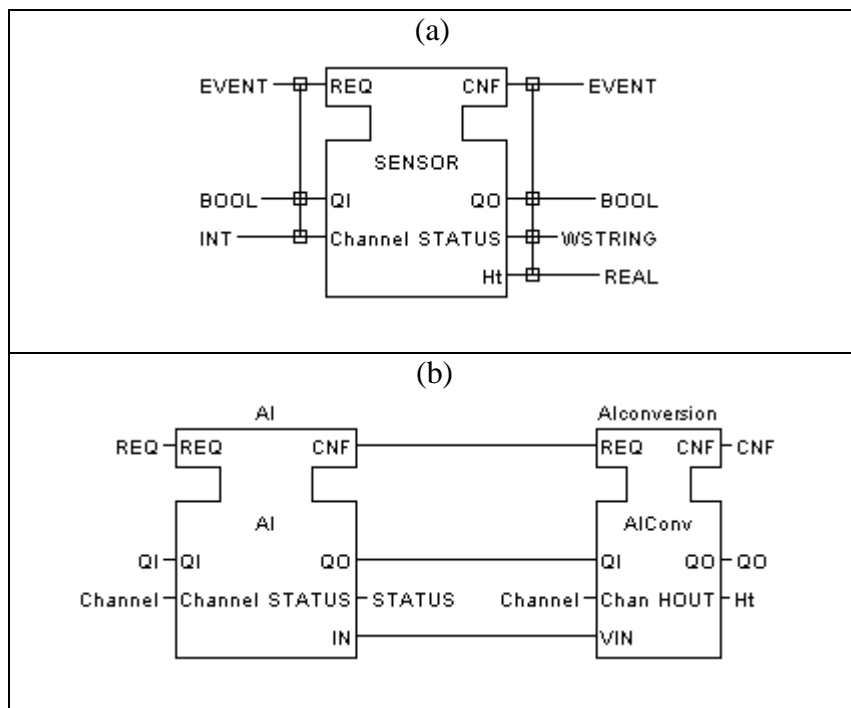 (a)
EVENT REQ CNF EVENT
SENSOR
BOOL QI QO BOOL
INT Channel STATUS WSTRING
Ht REAL
(b)
AI AIconversion
REQ REQ CNF REQ CNF CNF
AI AIConv
QI QI QO QI QO QO
Channel Channel STATUS STATUS Channel Chan HOUT Ht
IN VIN